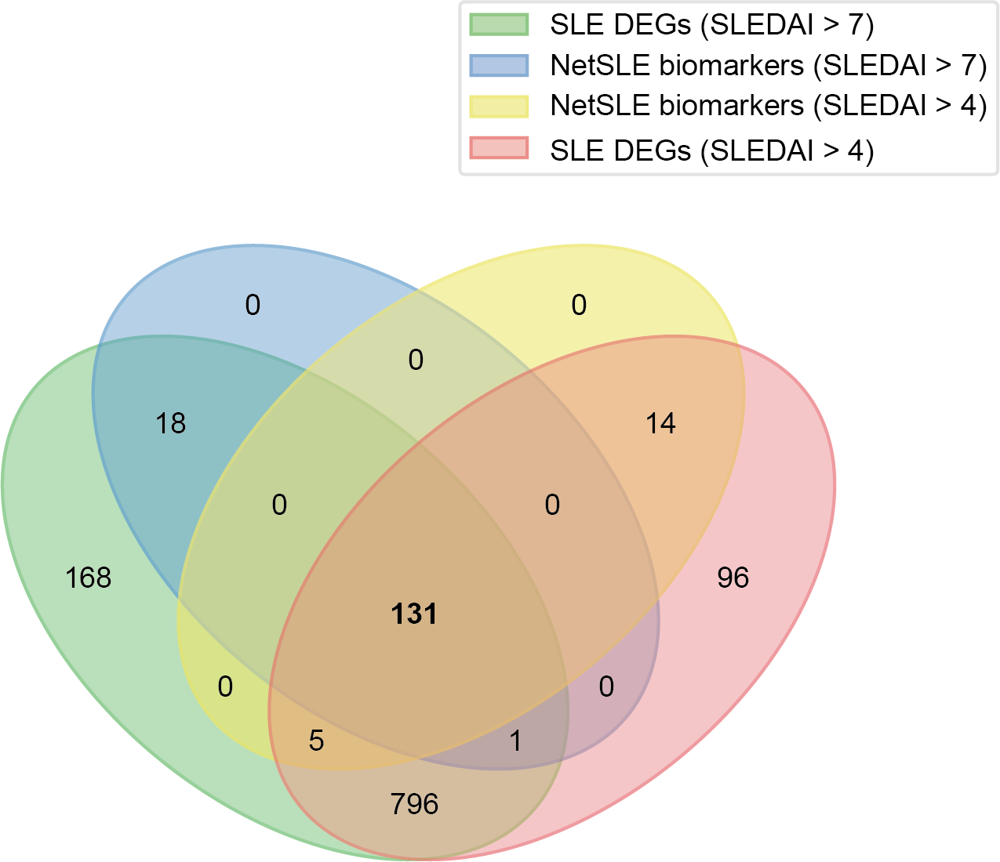 SLE DEGs (SLEDAI > 7)
NetSLE biomarkers (SLEDAI > 7)
NetSLE biomarkers (SLEDAI > 4)
SLE DEGs (SLEDAI > 4)
0 0
0
18 14
0 0
168 96
131
0 0
5 1
796